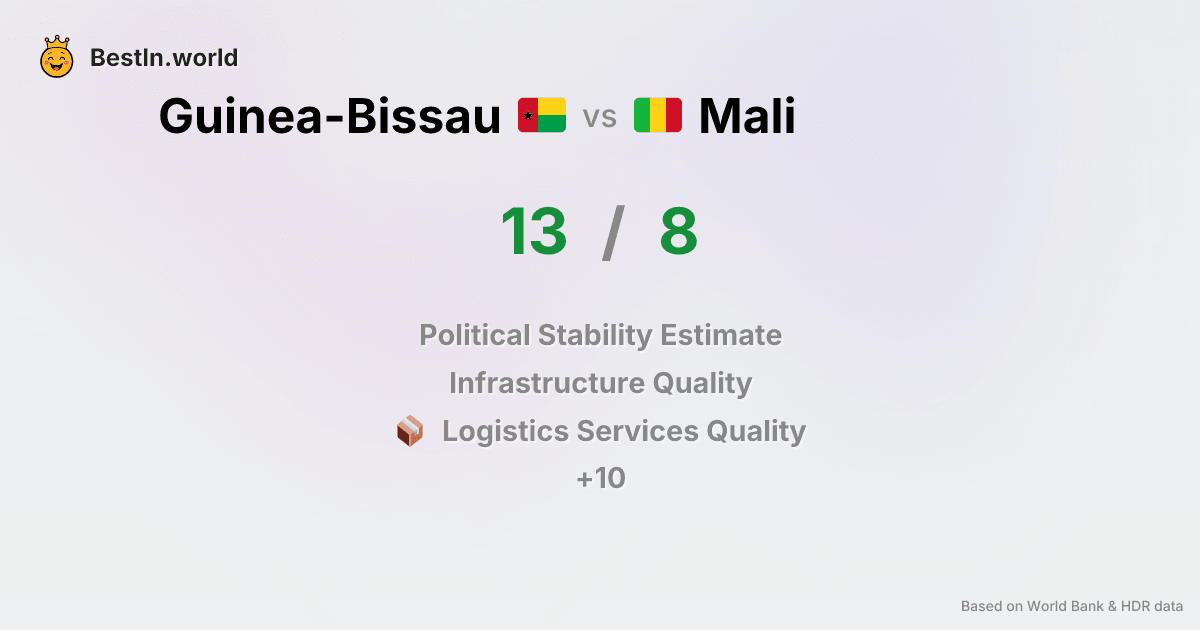 BestIn.world
Guinea-Bissau vs Mali
13 / 8
Political Stability Estimate
Infrastructure Quality
Logistics Services Quality
+10
Based on World Bank & HDR data